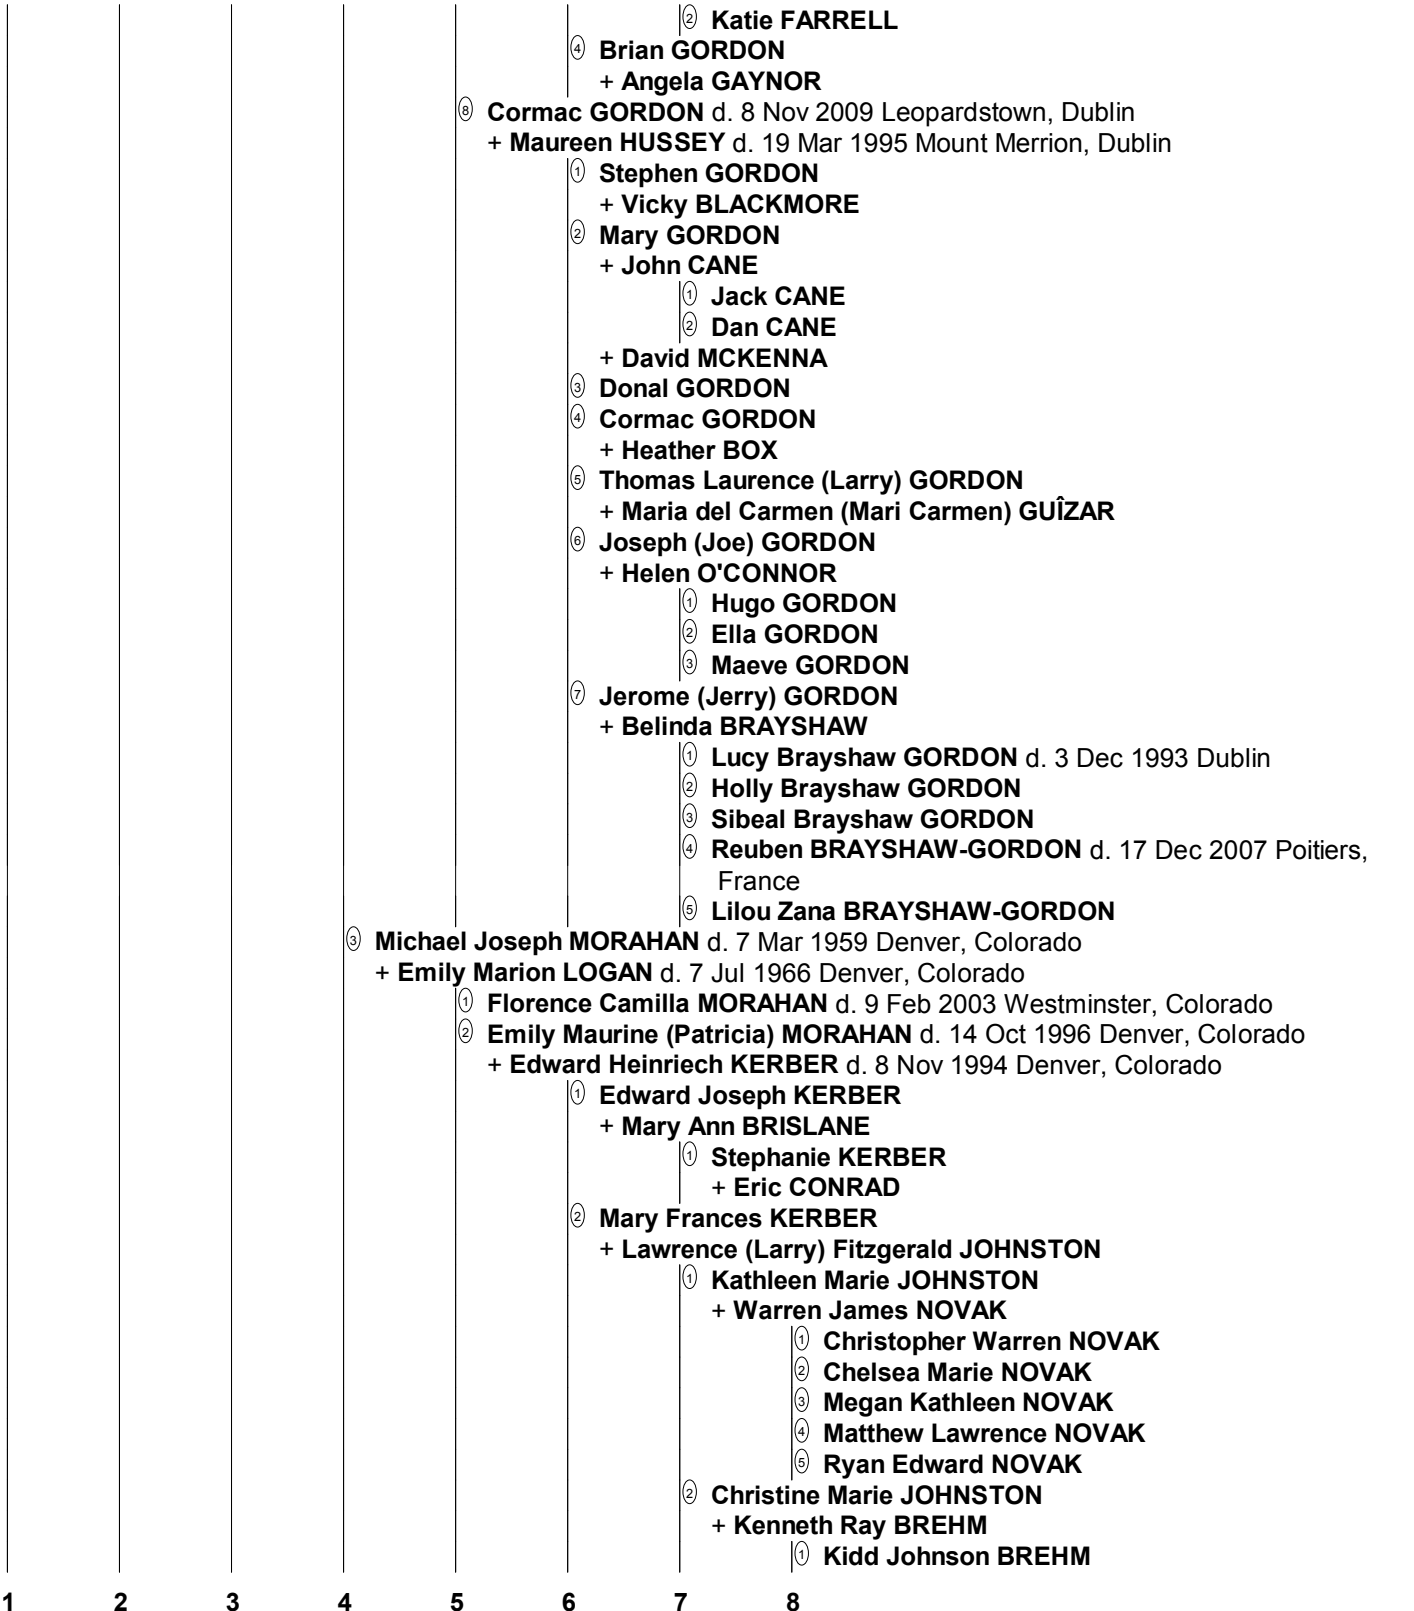 ② Katie FARRELL
④ Brian GORDON
+ Angela GAYNOR
⑧ Cormac GORDON d. 8 Nov 2009 Leopardstown, Dublin
+ Maureen HUSSEY d. 19 Mar 1995 Mount Merrion, Dublin
① Stephen GORDON
+ Vicky BLACKMORE
② Mary GORDON
+ John CANE
① Jack CANE
② Dan CANE
+ David MCKENNA
③ Donal GORDON
④ Cormac GORDON
+ Heather BOX
⑤ Thomas Laurence (Larry) GORDON
+ Maria del Carmen (Mari Carmen) GUÎZAR
⑥ Joseph (Joe) GORDON
+ Helen O'CONNOR
① Hugo GORDON
② Ella GORDON
③ Maeve GORDON
⑦ Jerome (Jerry) GORDON
+ Belinda BRAYSHAW
① Lucy Brayshaw GORDON d. 3 Dec 1993 Dublin
② Holly Brayshaw GORDON
③ Sibeal Brayshaw GORDON
④ Reuben BRAYSHAW-GORDON d. 17 Dec 2007 Poitiers,
France
⑤ Lilou Zana BRAYSHAW-GORDON
③ Michael Joseph MORAHAN d. 7 Mar 1959 Denver, Colorado
+ Emily Marion LOGAN d. 7 Jul 1966 Denver, Colorado
① Florence Camilla MORAHAN d. 9 Feb 2003 Westminster, Colorado
② Emily Maurine (Patricia) MORAHAN d. 14 Oct 1996 Denver, Colorado
+ Edward Heinriech KERBER d. 8 Nov 1994 Denver, Colorado
① Edward Joseph KERBER
+ Mary Ann BRISLANE
① Stephanie KERBER
+ Eric CONRAD
② Mary Frances KERBER
+ Lawrence (Larry) Fitzgerald JOHNSTON
① Kathleen Marie JOHNSTON
+ Warren James NOVAK
① Christopher Warren NOVAK
② Chelsea Marie NOVAK
③ Megan Kathleen NOVAK
④ Matthew Lawrence NOVAK
⑤ Ryan Edward NOVAK
② Christine Marie JOHNSTON
+ Kenneth Ray BREHM
① Kidd Johnson BREHM
1 2 3 4 5 6 7 8